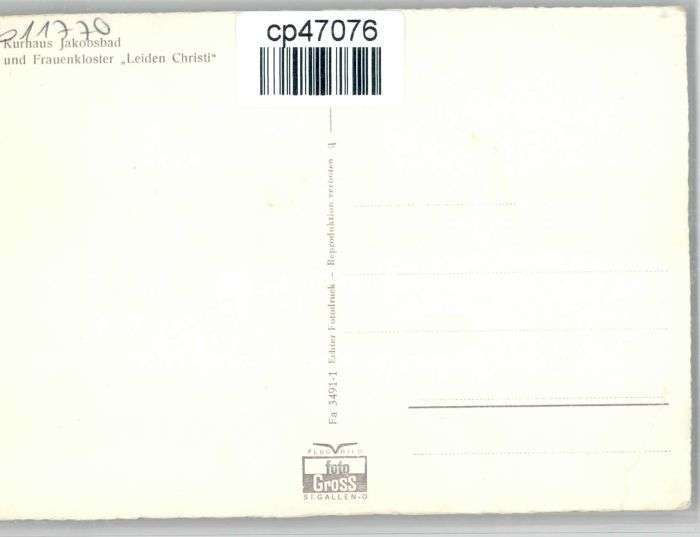 p11770
Kurhaus Jakobsbad
und Frauenkloster „Leiden Christi“
cp47076
Fa 3491-1 Echter Fotodruck – Reproduktion verboten
FLUGBILD
foto
Gross
ST.GALLEN-O